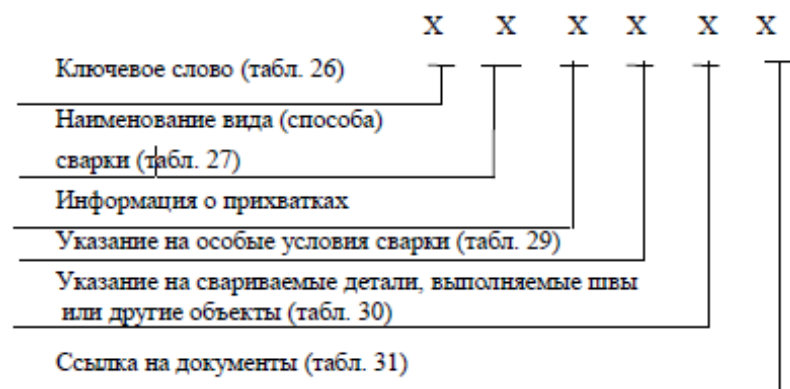 Х Х Х Х Х Х
Ключевое слово (табл. 26)
Наименование вида (способа)
сварки (табл. 27)
Информация о прихватках
Указание на особые условия сварки (табл. 29)
Указание на свариваемые детали, выполняемые швы
или другие объекты (табл. 30)
Ссылка на документы (табл. 31)